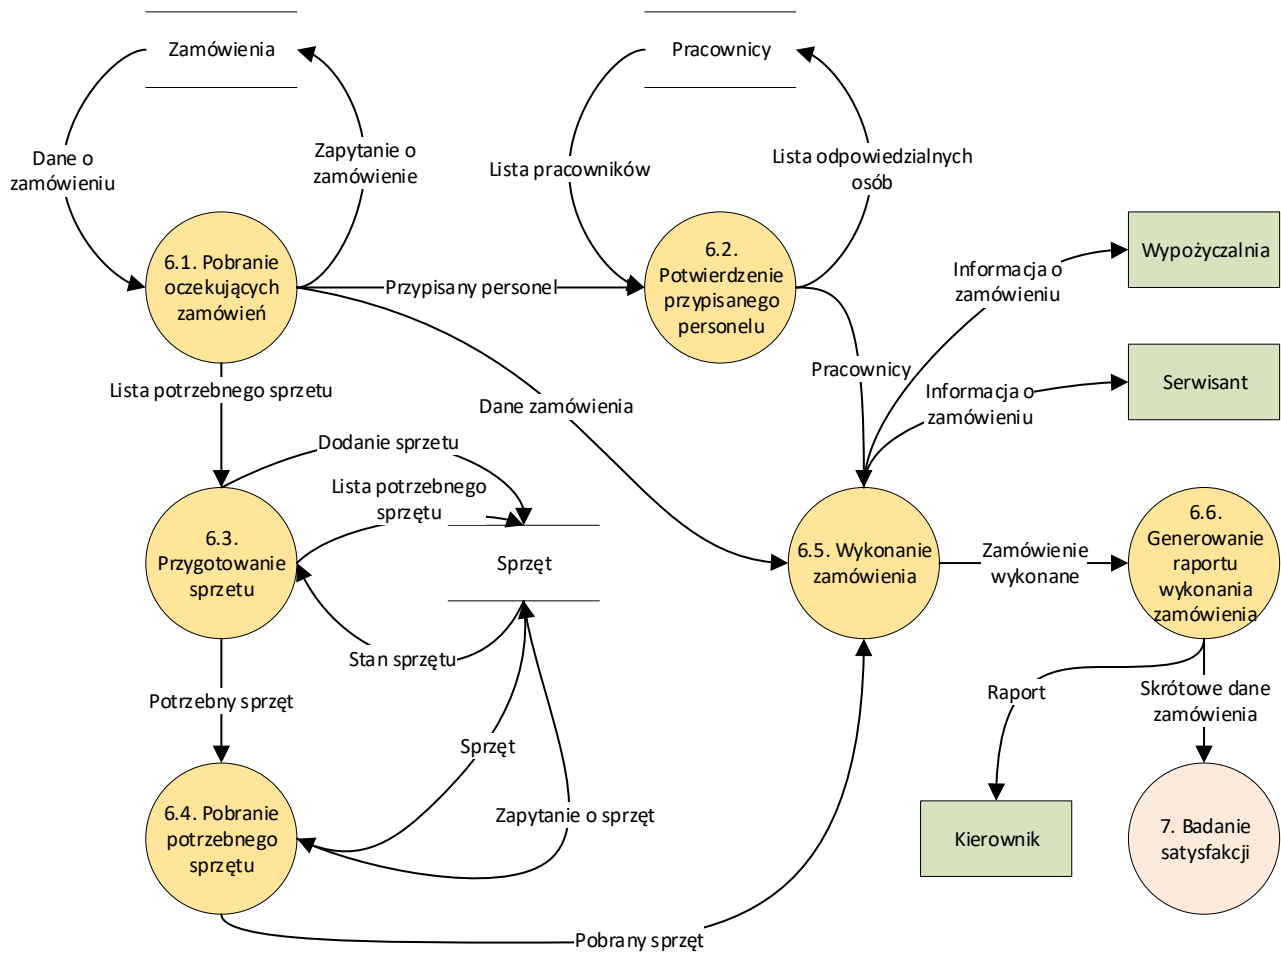 Zamówienia
Pracownicy
Dane o
zamówieniu
Zapytanie o
zamówienie
Lista pracowników
Lista odpowiedzialnych
osób
6.1. Pobranie
oczekujących
zamówień
Przypisany personel
6.2.
Potwierdzenie
przypisanego
personelu
Informacja o
zamówieniu
Wypożyczalnia
Lista potrzebnego sprzetu
Dane zamówienia
Pracownicy
Informacja o
zamówieniu
Serwisant
Dodanie sprzetu
Lista potrzebnego
sprzętu
6.3.
Przygotowanie
sprzetu
Sprzęt
6.5. Wykonanie
zamówienia
Zamówienie
wykonane
6.6.
Generowanie
raportu
wykonania
zamówienia
Stan sprzętu
Potrzebny sprzęt
Sprzęt
Raport
Skrótowe dane
zamówienia
Zapytanie o sprzęt
6.4. Pobranie
potrzebnego
sprzętu
Kierownik
7. Badanie
satysfakcji
Pobrany sprzęt